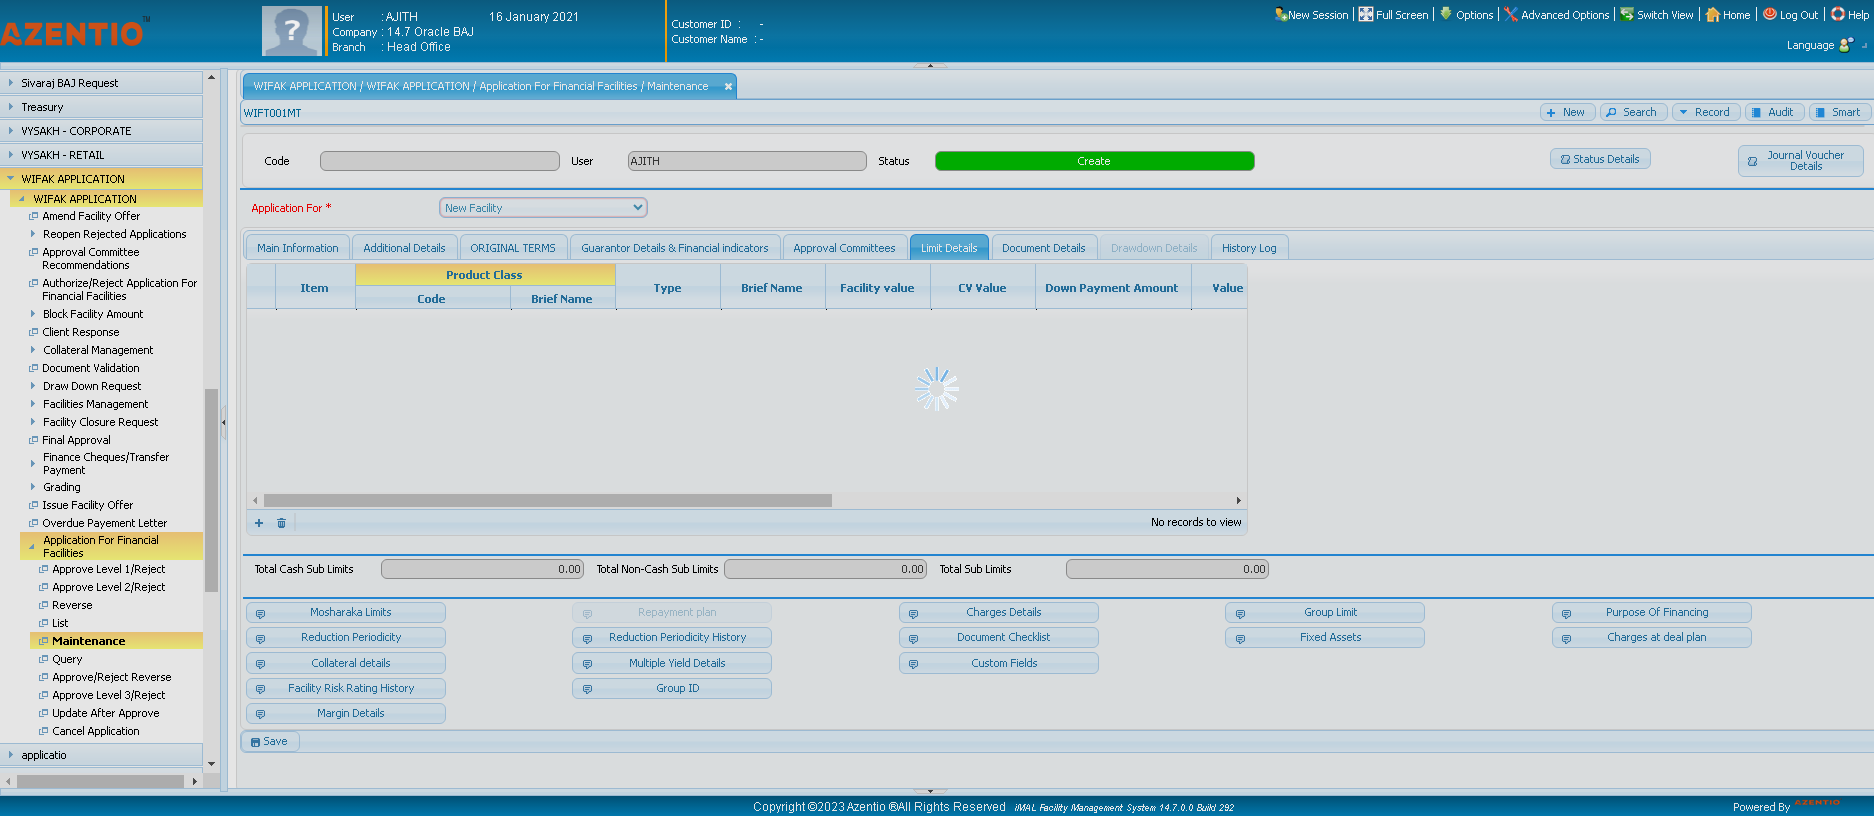 AZENTIO™
User : AJITH 16 January 2021
Company : 14.7 Oracle BAJ
Branch : Head Office
Customer ID : -
Customer Name : -
New Session Full Screen Options Advanced Options Switch View Home Log Out Help
Language
Sivaraj BAJ Request
Treasury
VYSAKH - CORPORATE
VYSAKH - RETAIL
WIFAK APPLICATION
WIFAK APPLICATION
Amend Facility Offer
Reopen Rejected Applications
Approval Committee
Recommendations
Authorize/Reject Application For
Financial Facilities
Block Facility Amount
Client Response
Collateral Management
Document Validation
Draw Down Request
Facilities Management
Facility Closure Request
Final Approval
Finance Cheques/Transfer
Payment
Grading
Issue Facility Offer
Overdue Payement Letter
Application For Financial
Facilities
Approve Level 1/Reject
Approve Level 2/Reject
Reverse
List
Maintenance
Query
Approve/Reject Reverse
Approve Level 3/Reject
Update After Approve
Cancel Application
applicatio
WIFAK APPLICATION / WIFAK APPLICATION / Application For Financial Facilities / Maintenance
WIFT001MT
New Search Record Audit Smart
Code User AJITH Status Create
Status Details
Journal Voucher
Details
Application For * New Facility
Main Information Additional Details ORIGINAL TERMS Guarantor Details & Financial indicators Approval Committees Limit Details Document Details Drawdown Details History Log
Item Product Class Type Brief Name Facility value CV Value Down Payment Amount Value
Code Brief Name
No records to view
Total Cash Sub Limits 0.00 Total Non-Cash Sub Limits 0.00 Total Sub Limits 0.00
Mosharaka Limits Repayment plan Charges Details Group Limit Purpose Of Financing
Reduction Periodicity Reduction Periodicity History Document Checklist Fixed Assets Charges at deal plan
Collateral details Multiple Yield Details Custom Fields
Facility Risk Rating History Group ID
Margin Details
Save
Copyright ©2023 Azentio ®All Rights Reserved iMAL Facility Management System 14.7.0.0 Build 292
Powered By AZENTIO